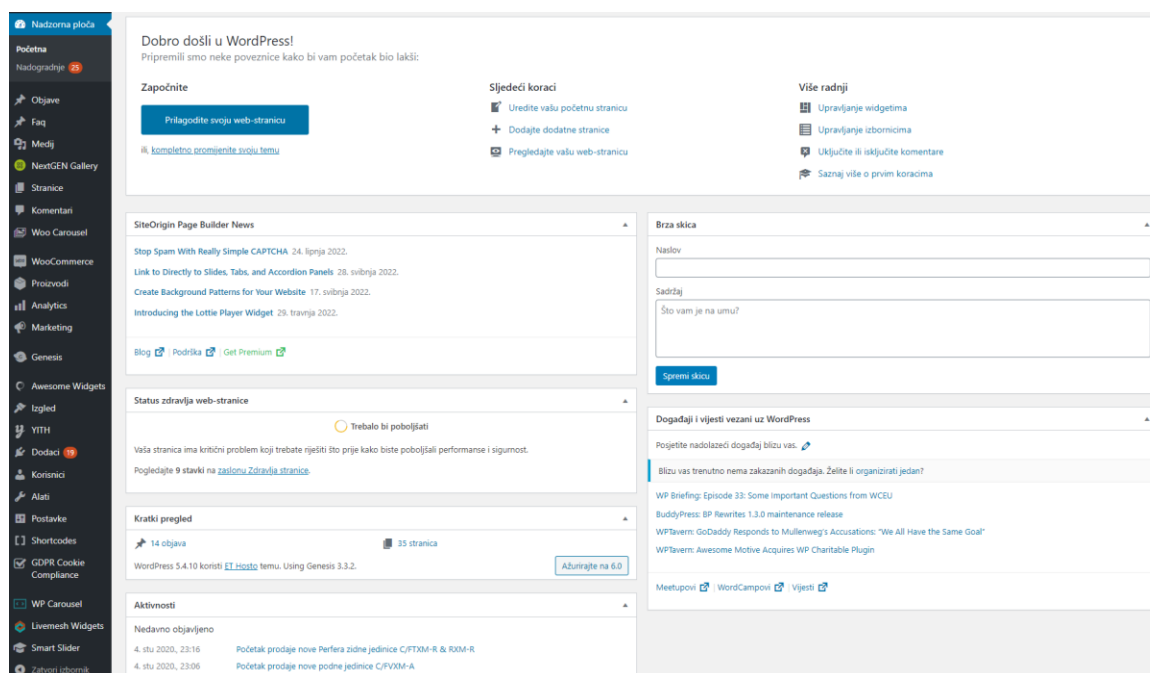 Nadzorna ploča
Početna
Nadogradnje 25
Objave
Faq
Medij
NextGEN Gallery
Stranice
Komentari
Woo Carousel
WooCommerce
Proizvodi
Analytics
Marketing
Genesis
Awesome Widgets
Izgled
YITH
Dodaci 19
Korisnici
Alati
Postavke
Shortcodes
GDPR Cookie
Compliance
WP Carousel
Livemesh Widgets
Smart Slider
Zatvori izbornik
Dobro došli u WordPress!
Pripremili smo neke poveznice kako bi vam početak bio lakši:
Započnite
Prilagodite svoju web-stranicu
ili, kompletno promijenite svoju temu
Sljedeći koraci
Uredite vašu početnu stranicu
Dodajte dodatne stranice
Pregledajte vašu web-stranicu
Više radnji
Upravljanje widgetima
Upravljanje izbornicima
Uključite ili isključite komentare
Saznaj više o prvim koracima
SiteOrigin Page Builder News
Stop Spam With Really Simple CAPTCHA 24. lipnja 2022.
Link to Directly to Slides, Tabs, and Accordion Panels 28. svibnja 2022.
Create Background Patterns for Your Website 17. svibnja 2022.
Introducing the Lottie Player Widget 29. travnja 2022.
Blog | Podrška | Get Premium
Status zdravlja web-stranice
Trebalo bi poboljšati
Vaša stranica ima kritični problem koji trebate riješiti što prije kako biste poboljšali performanse i sigurnost.
Pogledajte 9 stavki na zaslonu Zdravlja stranice.
Kratki pregled
14 objava
35 stranica
WordPress 5.4.10 koristi ET Hosto temu. Using Genesis 3.3.2.
Ažurirajte na 6.0
Aktivnosti
Nedavno objavljeno
4. stu 2020., 23:16 Početak prodaje nove Perfera zidne jedinice C/FTXM-R & RXM-R
4. stu 2020., 23:06 Početak prodaje nove podne jedinice C/FVXM-A
Brza skica
Naslov
Sadržaj
Što vam je na umu?
Spremi skicu
Događaji i vijesti vezani uz WordPress
Posjetite nadolazeći događaj blizu vas.
Blizu vas trenutno nema zakazanih događaja. Želite li organizirati jedan?
WP Briefing: Episode 33: Some Important Questions from WCEU
BuddyPress: BP Rewrites 1.3.0 maintenance release
WPTavern: GoDaddy Responds to Mullenweg's Accusations: "We All Have the Same Goal"
WPTavern: Awesome Motive Acquires WP Charitable Plugin
Meetupovi | WordCampovi | Vijesti